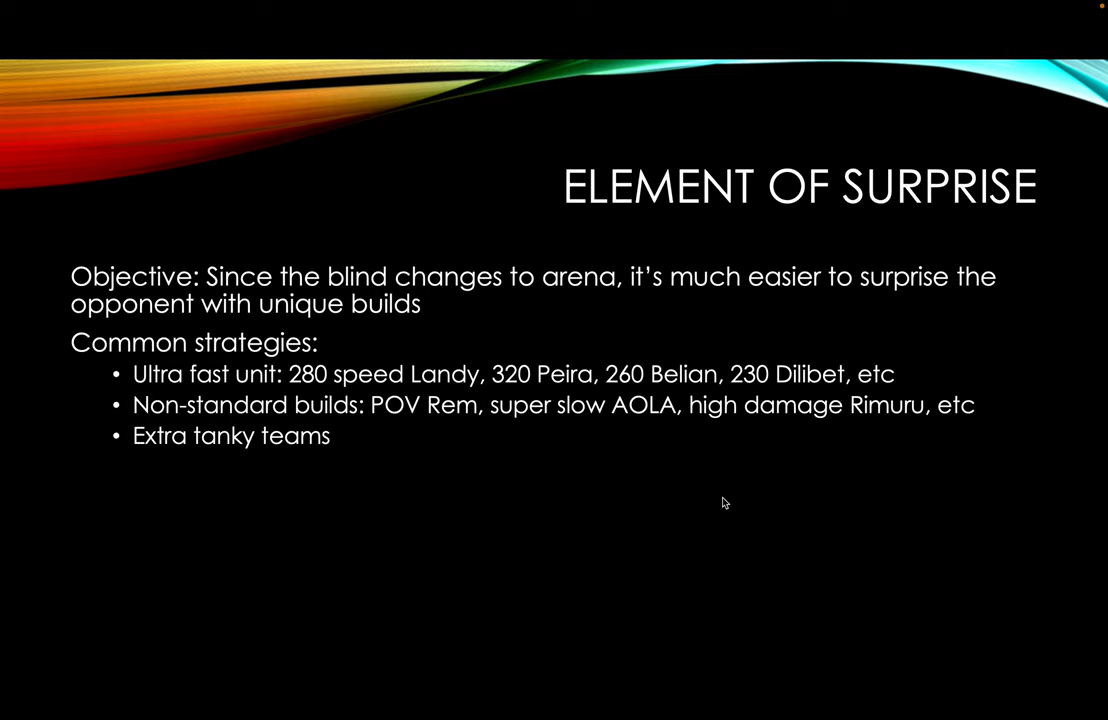 ELEMENT OF SURPRISE
Objective: Since the blind changes to arena, it’s much easier to surprise the
opponent with unique builds
Common strategies:
• Ultra fast unit: 280 speed Landy, 320 Peira, 260 Belian, 230 Dilibet, etc
• Non-standard builds: POV Rem, super slow AOLA, high damage Rimuru, etc
• Extra tanky teams